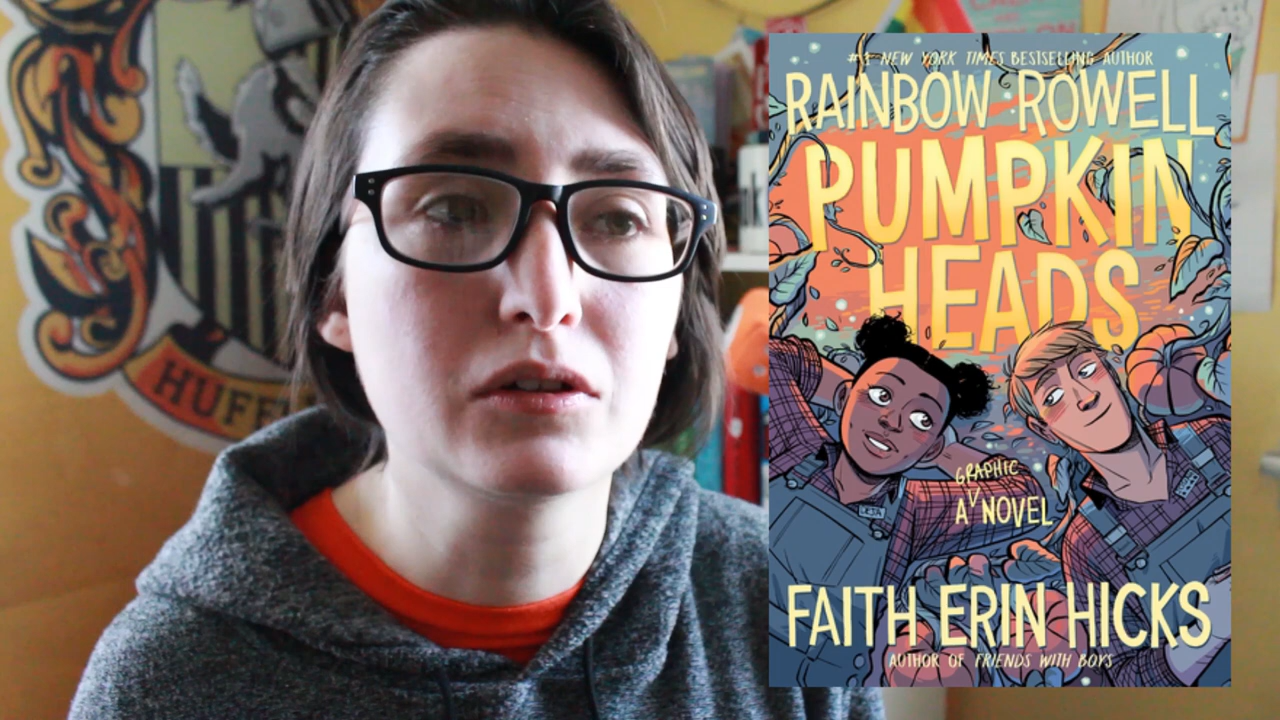 HUFF
#1 NEW YORK TIMES BESTSELLING AUTHOR
RAINBOW ROWELL
PUMPKIN
HEADS
DEJA
GRAPHIC
A NOVEL
FAITH ERIN HICKS
AUTHOR OF FRIENDS WITH BOYS